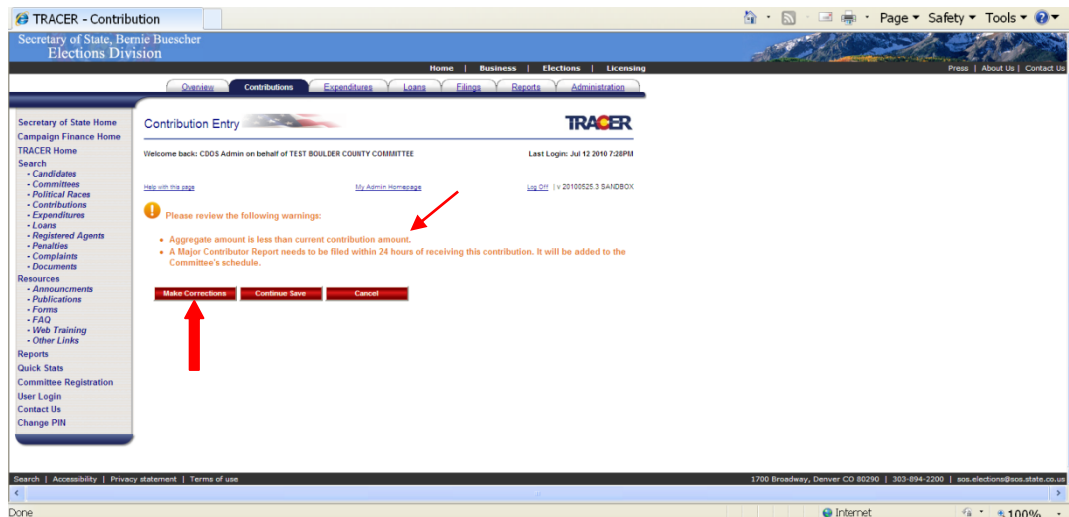 TRACER - Contribution
Page Safety Tools
Secretary of State, Bernie Buescher
Elections Division
Home | Business | Elections | Licensing
Press | About Us | Contact Us
Overview Contributions Expenditures Loans Filings Reports Administration
Secretary of State Home
Campaign Finance Home
TRACER Home
Search
- Candidates
- Committees
- Political Races
- Contributions
- Expenditures
- Loans
- Registered Agents
- Penalties
- Complaints
- Documents
Resources
- Announcments
- Publications
- Forms
- FAQ
- Web Training
- Other Links
Reports
Quick Stats
Committee Registration
User Login
Contact Us
Change PIN
Contribution Entry
TRACER
Welcome back: CDOS Admin on behalf of TEST BOULDER COUNTY COMMITTEE
Last Login: Jul 12 2010 7:28PM
Help with this page
My Admin Homepage
Log Off | v 20100525.3 SANDBOX
Please review the following warnings:
• Aggregate amount is less than current contribution amount.
• A Major Contributor Report needs to be filed within 24 hours of receiving this contribution. It will be added to the
Committee's schedule.
Make Corrections Continue Save Cancel
Search | Accessibility | Privacy statement | Terms of use
1700 Broadway, Denver CO 80290 | 303-894-2200 | sos.elections@sos.state.co.us
Done
Internet
100%